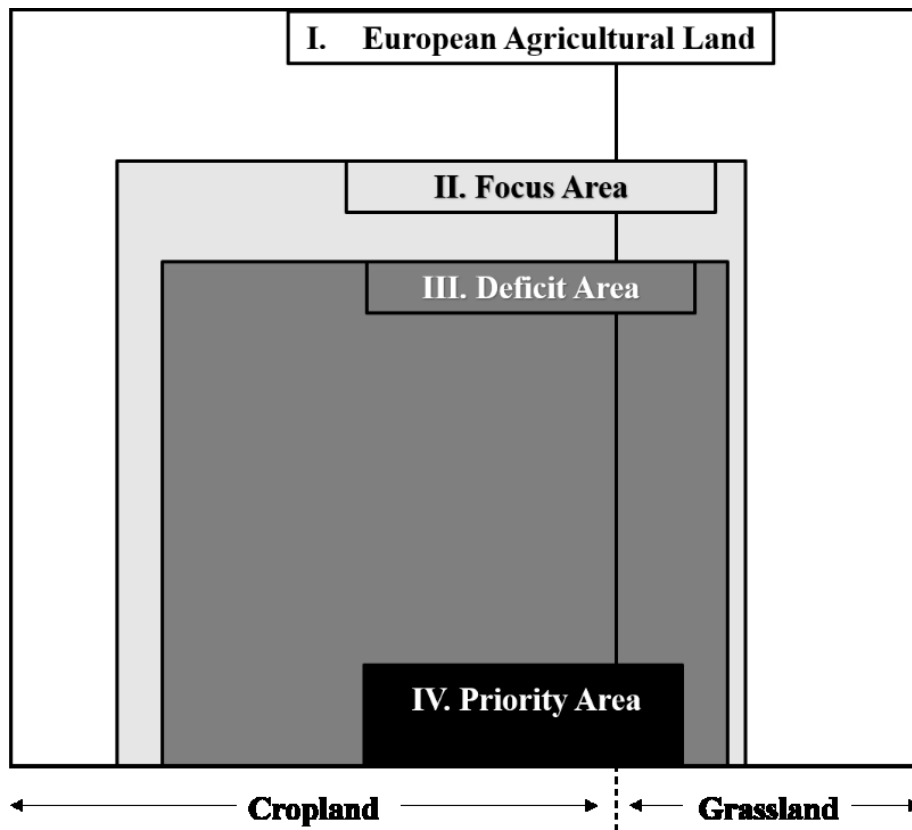 I. European Agricultural Land
II. Focus Area
III. Deficit Area
IV. Priority Area
Cropland
Grassland